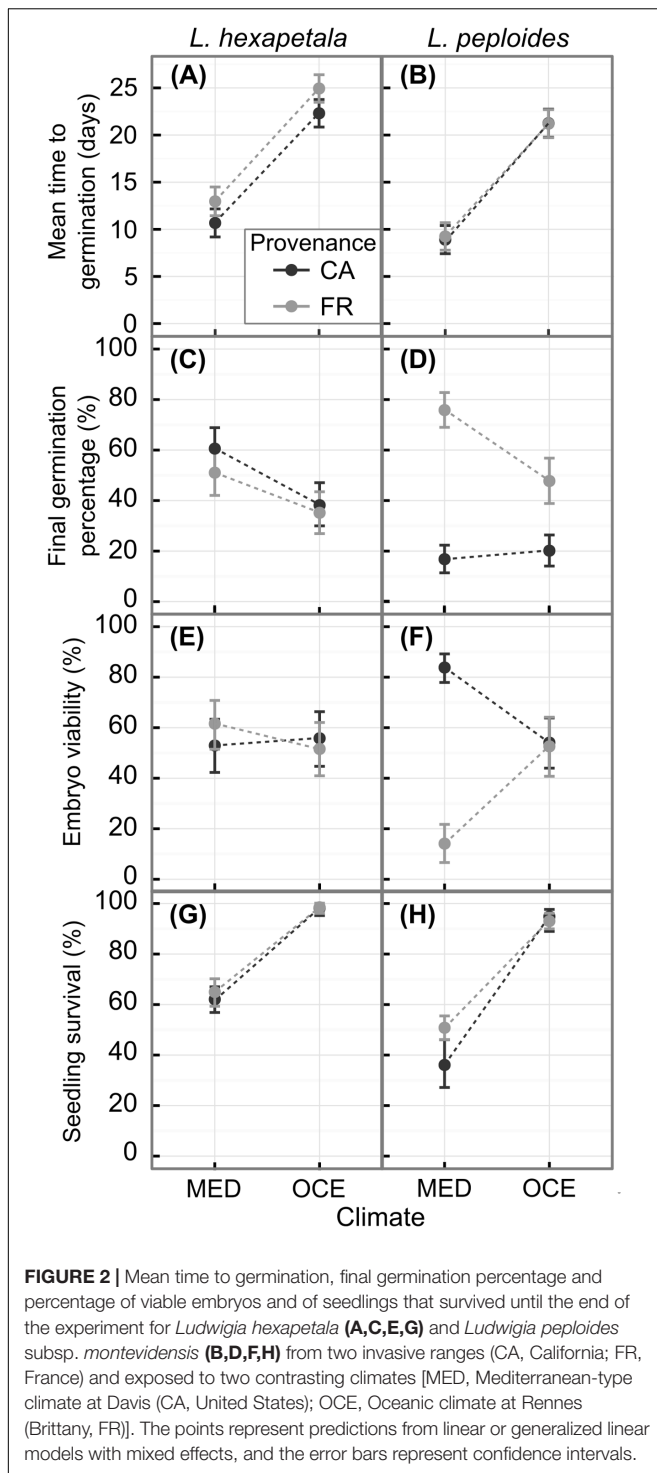 L. hexapetala L. peploides
(A) (B)
Mean time to
germination (days)
25
20
15
10
5
0
Provenance
CA
FR
(C) (D)
Final germination
percentage (%)
100
80
60
40
20
0
(E) (F)
Embryo viability (%)
100
80
60
40
20
0
(G) (H)
Seedling survival (%)
100
80
60
40
20
0
MED OCE MED OCE
Climate
FIGURE 2 | Mean time to germination, final germination percentage and
percentage of viable embryos and of seedlings that survived until the end of
the experiment for Ludwigia hexapetala (A,C,E,G) and Ludwigia peploides
subsp. montevidensis (B,D,F,H) from two invasive ranges (CA, California; FR,
France) and exposed to two contrasting climates [MED, Mediterranean-type
climate at Davis (CA, United States); OCE, Oceanic climate at Rennes
(Brittany, FR)]. The points represent predictions from linear or generalized linear
models with mixed effects, and the error bars represent confidence intervals.